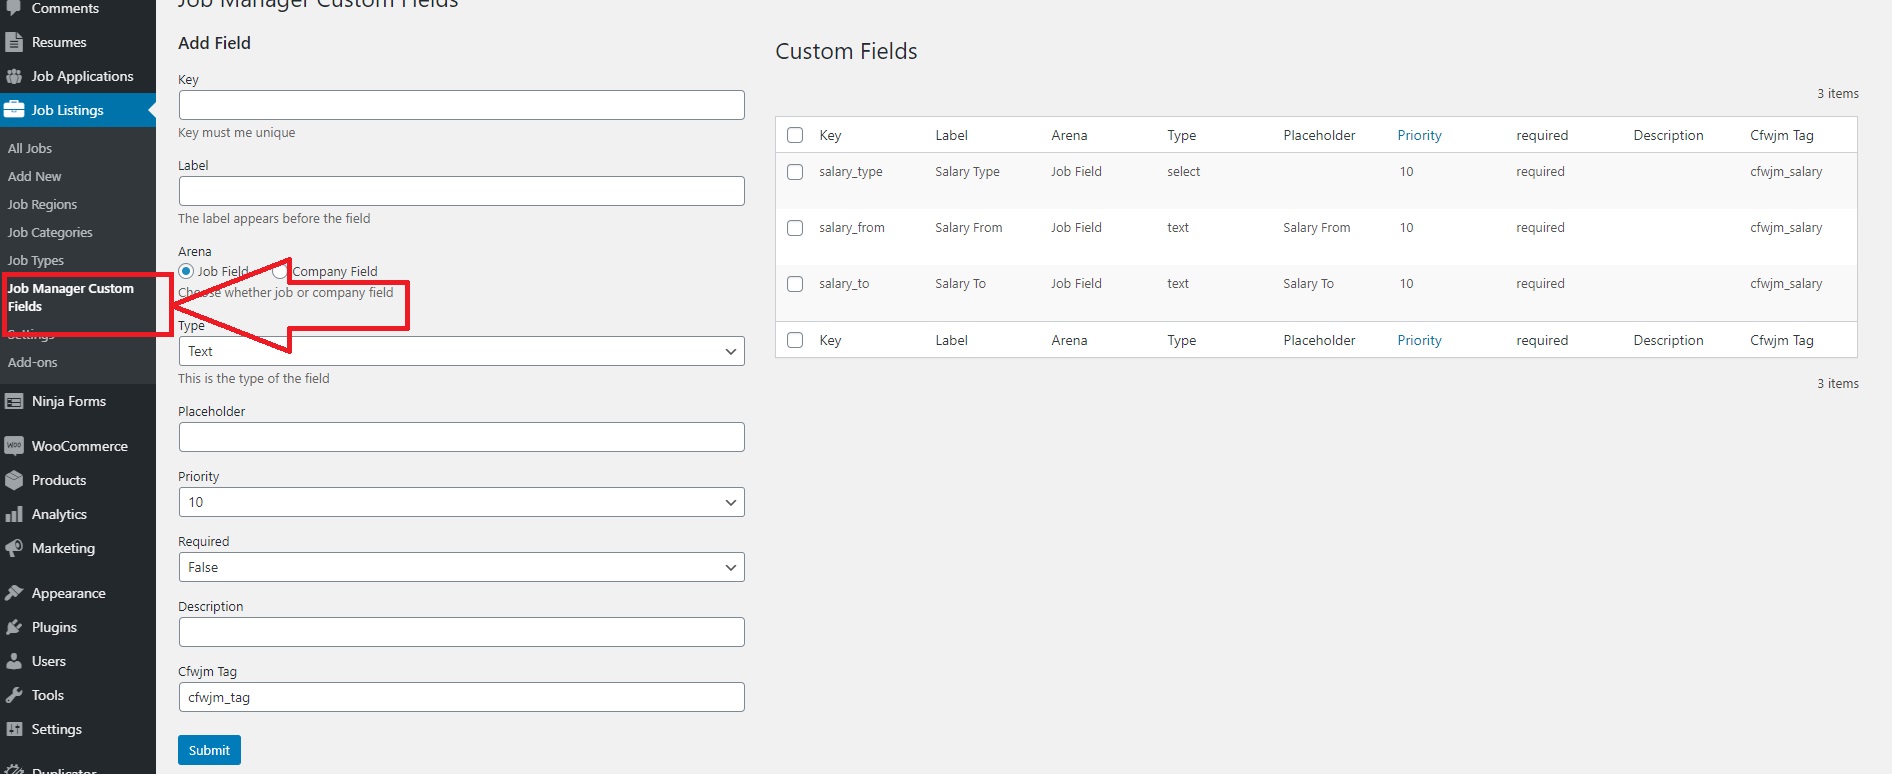 Comments
Resumes
Job Applications
Job Listings
All Jobs
Add New
Job Regions
Job Categories
Job Types
Job Manager Custom
Fields
Settings
Add-ons
Ninja Forms
WooCommerce
Products
Analytics
Marketing
Appearance
Plugins
Users
Tools
Settings
Duplicator
Job Manager Custom Fields
Add Field
Key
Key must me unique
Label
The label appears before the field
Arena
Job Field Company Field
Choose whether job or company field
Type
Text
This is the type of the field
Placeholder
Priority
10
Required
False
Description
Cfwjm Tag
cfwjm_tag
Submit
Custom Fields
3 items
Key Label Arena Type Placeholder Priority required Description Cfwjm Tag
salary_type Salary Type Job Field select 10 required cfwjm_salary
salary_from Salary From Job Field text Salary From 10 required cfwjm_salary
salary_to Salary To Job Field text Salary To 10 required cfwjm_salary
Key Label Arena Type Placeholder Priority required Description Cfwjm Tag
3 items